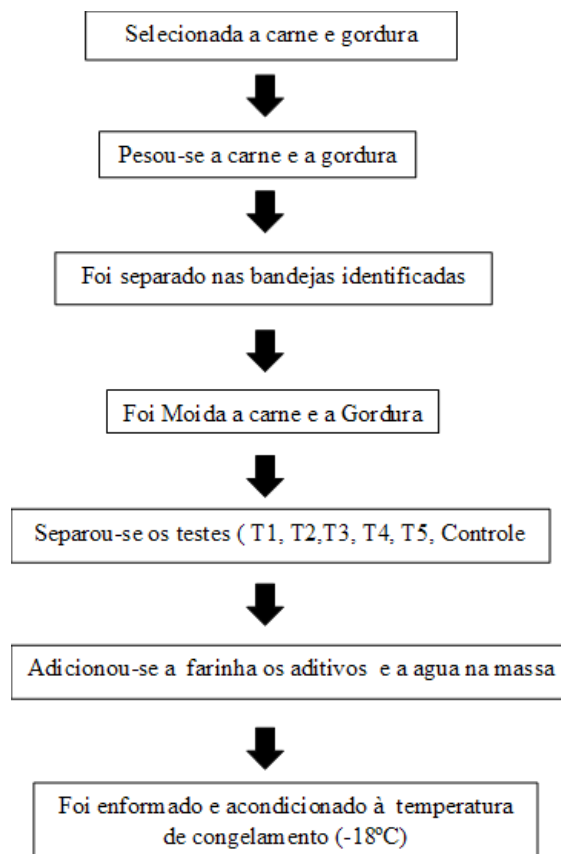 Selecionada a carne e gordura
Pesou-se a carne e a gordura
Foi separado nas bandejas identificadas
Foi Moida a carne e a Gordura
Separou-se os testes ( T1, T2,T3, T4, T5, Controle
Adicionou-se a farinha os aditivos e a agua na massa
Foi enformado e acondicionado à temperatura
de congelamento (-18ºC)